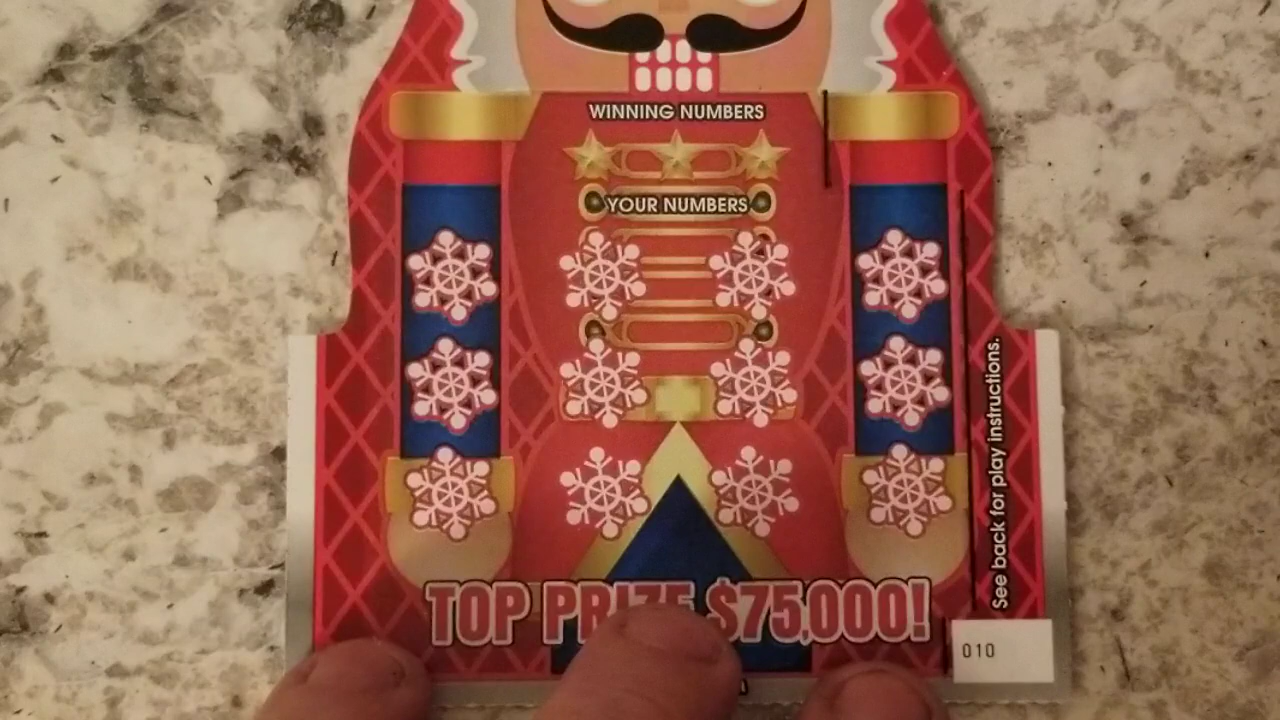 WINNING NUMBERS
YOUR NUMBERS
See back for play instructions.
TOP PRIZE $75,000!
010